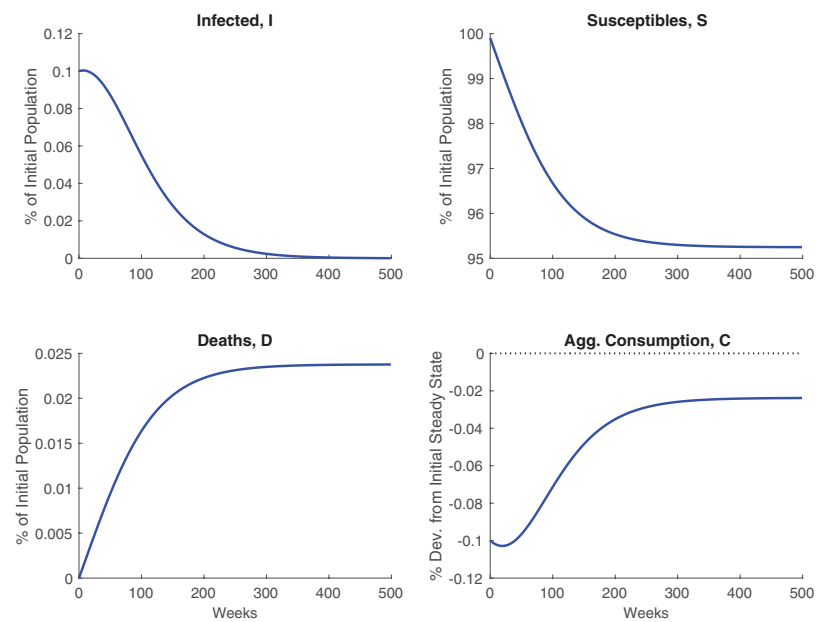 Infected, I
% of Initial Population
0.12
0.1
0.08
0.06
0.04
0.02
0
0 100 200 300 400 500
Susceptibles, S
% of Initial Population
100
99
98
97
96
95
0 100 200 300 400 500
Deaths, D
% of Initial Population
0.025
0.02
0.015
0.01
0.005
0
0 100 200 300 400 500
Weeks
Agg. Consumption, C
% Dev. from Initial Steady State
0
-0.02
-0.04
-0.06
-0.08
-0.1
-0.12
0 100 200 300 400 500
Weeks